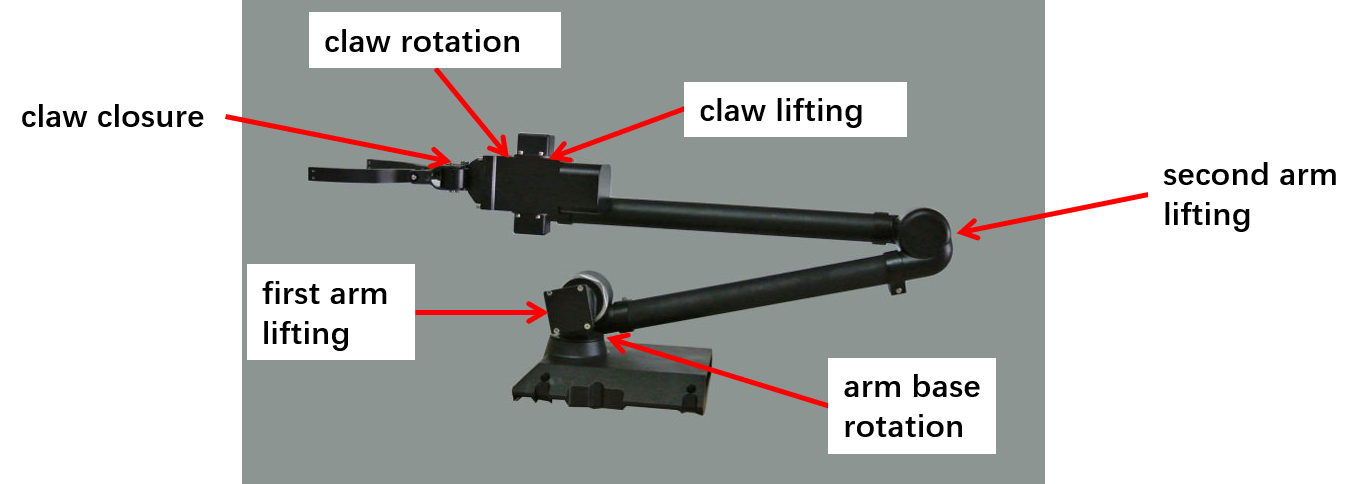 claw rotation
claw lifting
claw closure
second arm
lifting
first arm
lifting
arm base
rotation